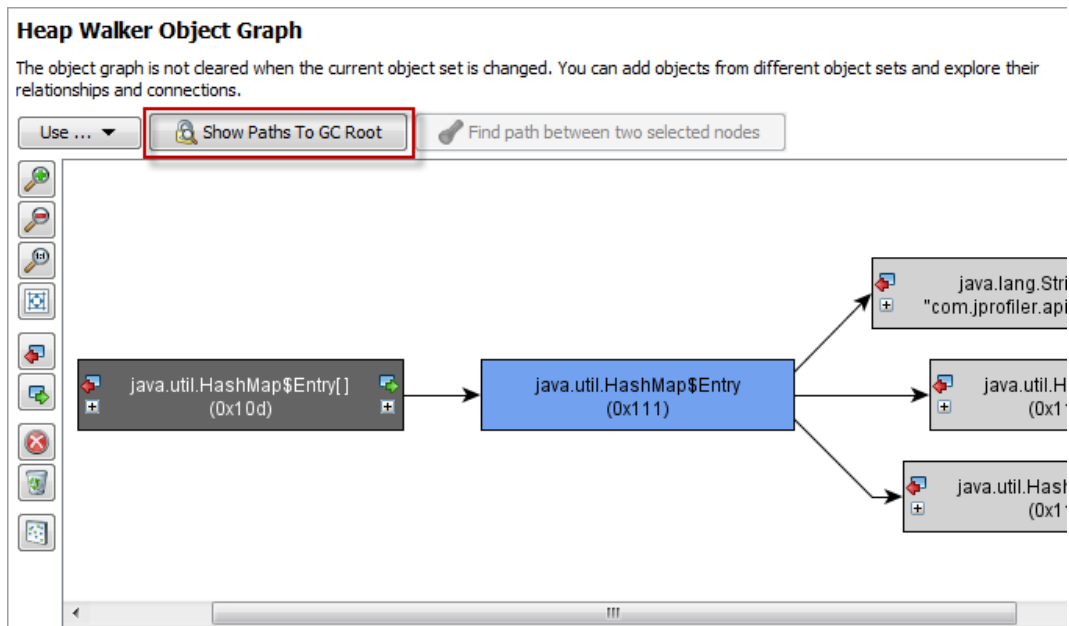 Heap Walker Object Graph
The object graph is not cleared when the current object set is changed. You can add objects from different object sets and explore their
relationships and connections.
Use ... Show Paths To GC Root Find path between two selected nodes
java.lang.Stri
"com.jprofiler.api
java.util.HashMap$Entry[]
(0x10d)
java.util.HashMap$Entry
(0x111)
java.util.H
(0x1
java.util.Hash
(0x1